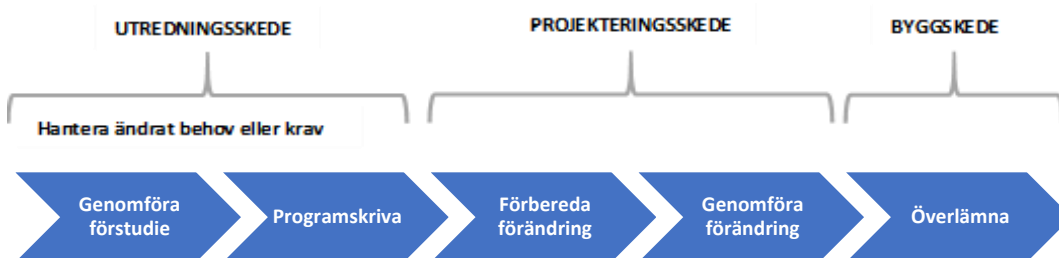 UTREDNINGSSKEDE
PROJEKTERINGSSKEDE
BYGGSKEDE
Hantera ändrat behov eller krav
Genomföra
förstudie
Programskriva
Förbereda
förändring
Genomföra
förändring
Överlämna